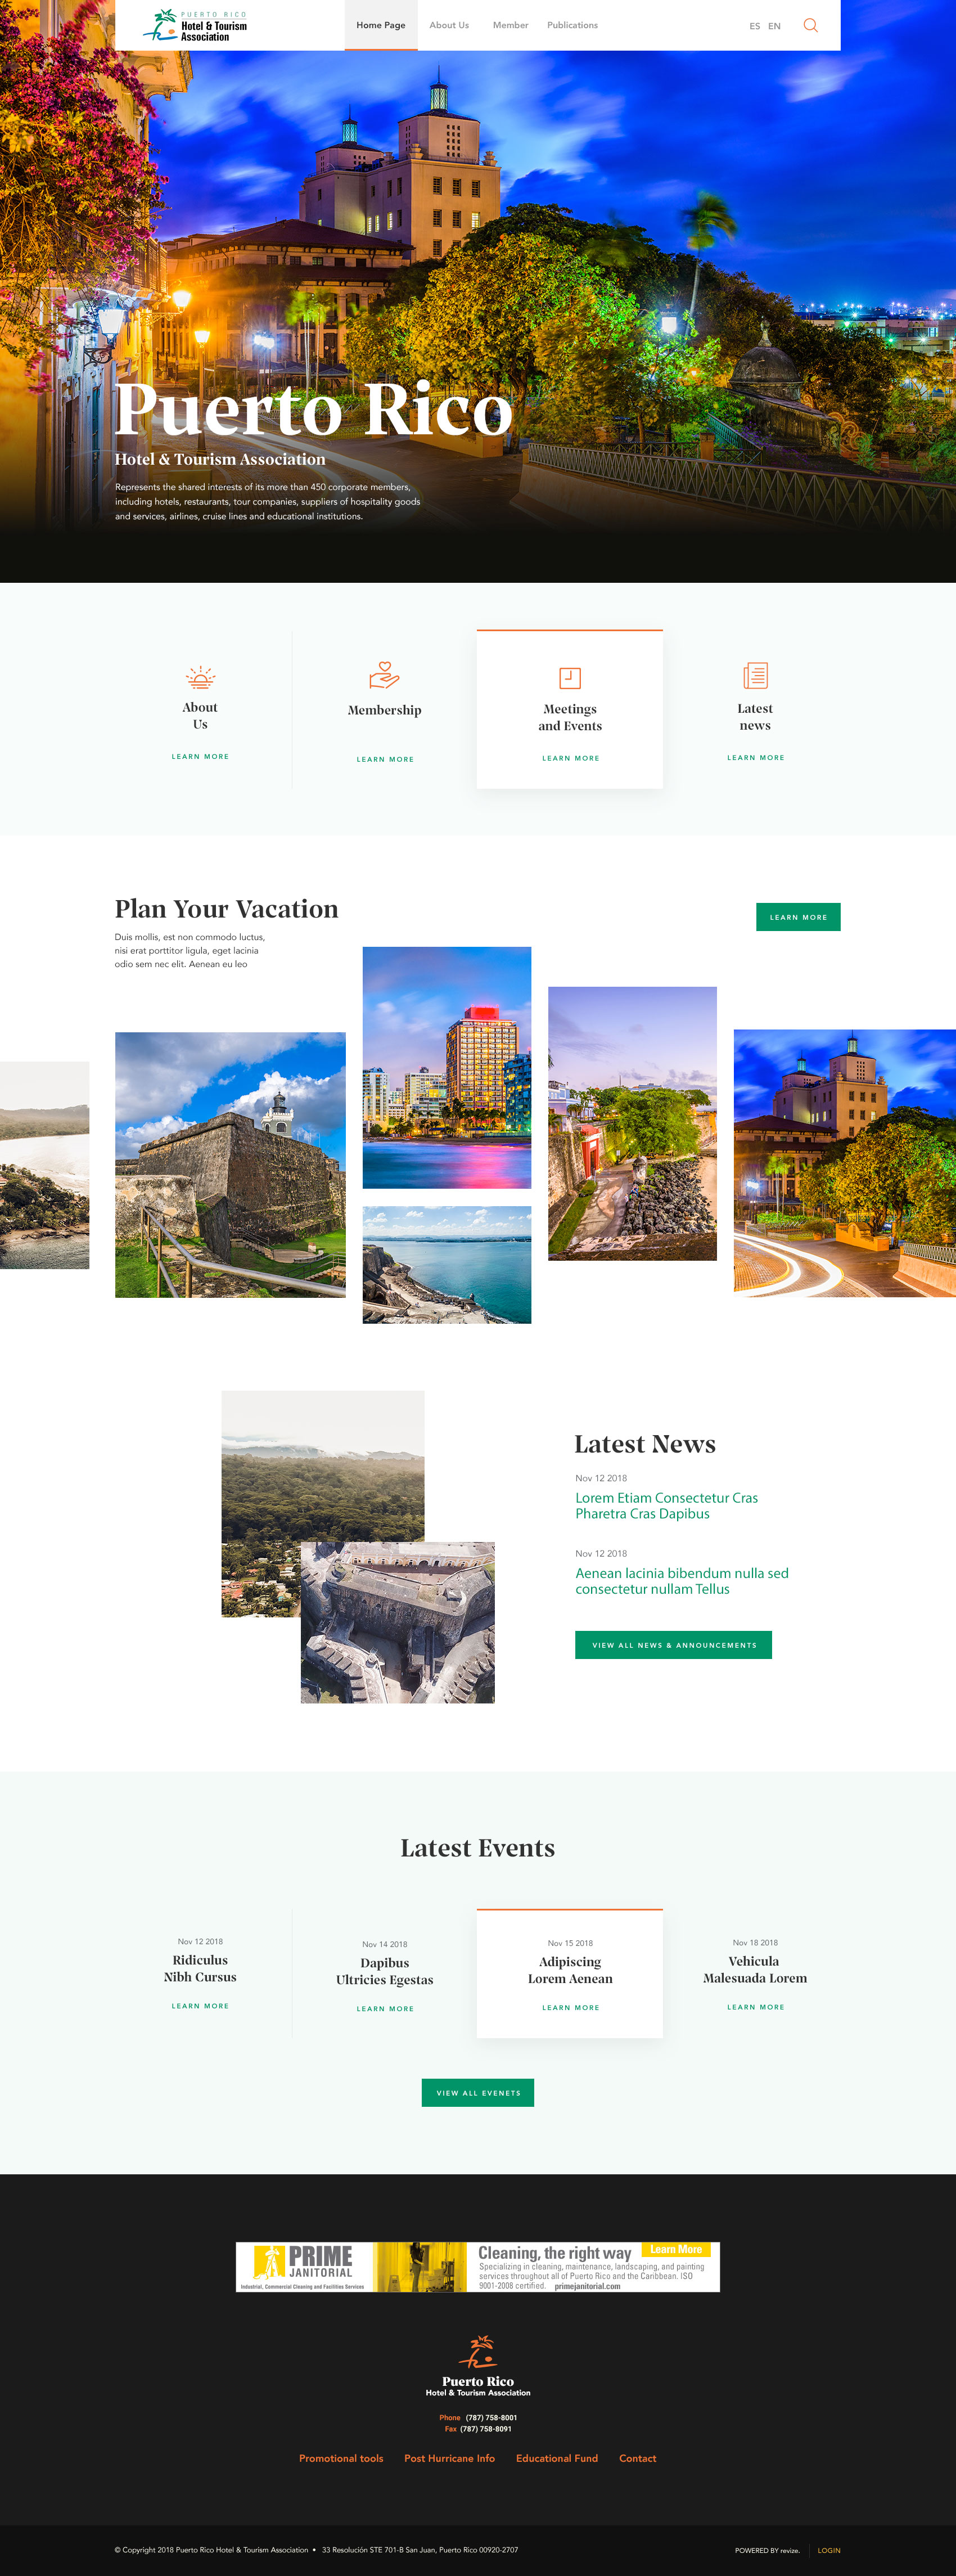 PUERTO RICO
Hotel & Tourism
Association
Home Page
About Us
Member
Publications
ES EN
Puerto Rico
Hotel & Tourism Association
Represents the shared interests of its more than 450 corporate members,
including hotels, restaurants, tour companies, suppliers of hospitality goods
and services, airlines, cruise lines and educational institutions.
About
Us
LEARN MORE
Membership
LEARN MORE
Meetings
and Events
LEARN MORE
Latest
news
LEARN MORE
Plan Your Vacation
LEARN MORE
Duis mollis, est non commodo luctus,
nisi erat porttitor ligula, eget lacinia
odio sem nec elit. Aenean eu leo
Latest News
Nov 12 2018
Lorem Etiam Consectetur Cras
Pharetra Cras Dapibus
Nov 12 2018
Aenean lacinia bibendum nulla sed
consectetur nullam Tellus
VIEW ALL NEWS & ANNOUNCEMENTS
Latest Events
Nov 12 2018
Ridiculus
Nibh Cursus
LEARN MORE
Nov 14 2018
Dapibus
Ultricies Egestas
LEARN MORE
Nov 15 2018
Adipiscing
Lorem Aenean
LEARN MORE
Nov 18 2018
Vehicula
Malesuada Lorem
LEARN MORE
VIEW ALL EVENETS
PRIME
JANITORIAL
Industrial, Commercial Cleaning and Facilities Services
Cleaning, the right way
Learn More
Specializing in cleaning, maintenance, landscaping, and painting
services throughout all of Puerto Rico and the Caribbean. ISO
9001-2008 certified. primejanitorial.com
Puerto Rico
Hotel & Tourism Association
Phone (787) 758-8001
Fax (787) 758-8091
Promotional tools
Post Hurricane Info
Educational Fund
Contact
© Copyright 2018 Puerto Rico Hotel & Tourism Association • 33 Resolución STE 701-B San Juan, Puerto Rico 00920-2707
POWERED BY revize.
LOGIN